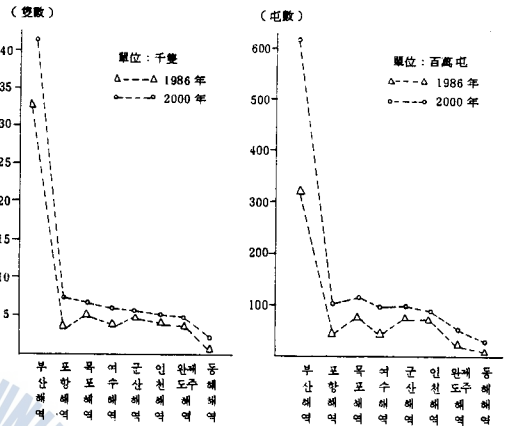 (隻數)
40
35
30
25
20
15
10
5
單位 : 千隻
△---△ 1986 年
○---○ 2000 年
부산해역
포항해역
목포해역
여수해역
군산해역
인천해역
완도제주해역
동해해역
(屯數)
600
500
400
300
200
100
單位 : 百萬屯
△---△ 1986 年
○---○ 2000 年
부산해역
포항해역
목포해역
여수해역
군산해역
인천해역
완도제주해역
동해해역